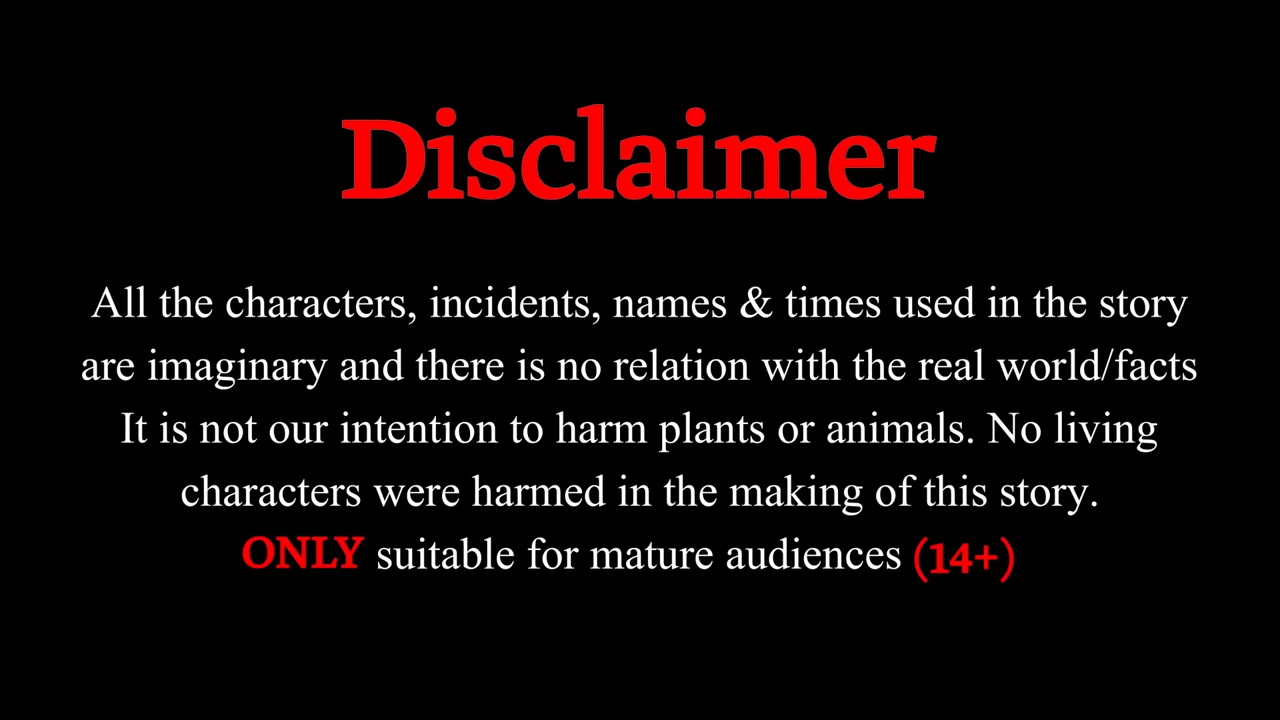 Disclaimer
All the characters, incidents, names & times used in the story
are imaginary and there is no relation with the real world/facts
It is not our intention to harm plants or animals. No living
characters were harmed in the making of this story.
ONLY suitable for mature audiences (14+)